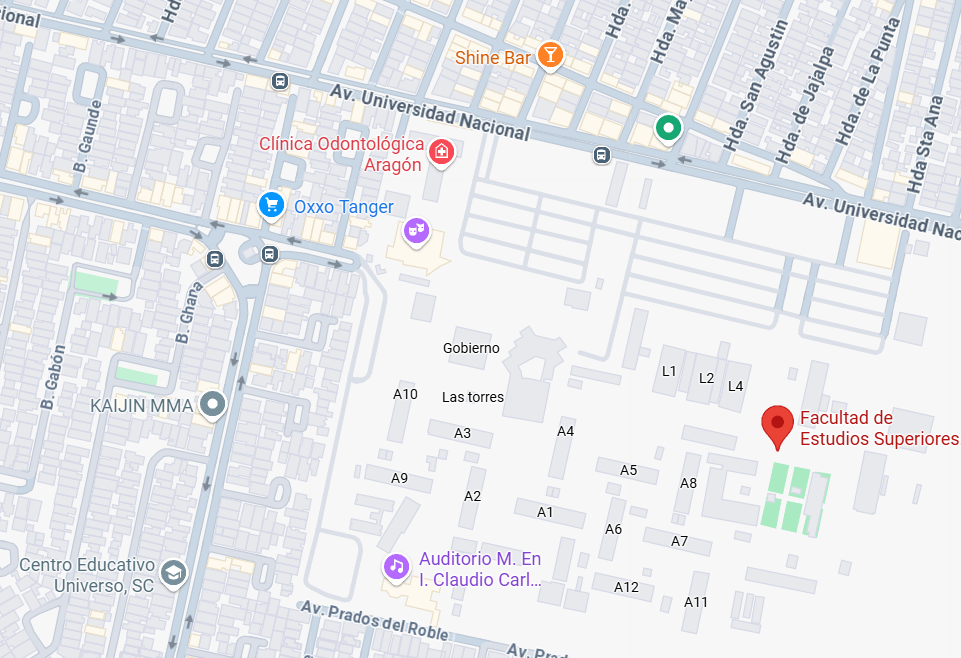 onal
Hd
Hda.
Hda. Ma
Shine Bar
Hda. San Agustín
Hda. de Jajalpa
Hda. de La Punta
Hda Sta Ana
Av. Universidad Nacional
B. Gaunde
Clínica Odontológica
Aragón
Oxxo Tanger
Av. Universidad Nac
B. Ghana
B. Gabón
Gobierno
L1
L2
L4
A10
Las torres
KAIJIN MMA
Facultad de
Estudios Superiores
A3
A4
A9
A5
A8
A2
A1
A6
A7
Auditorio M. En
I. Claudio Carl...
Centro Educativo
Universo, SC
A12
A11
Av. Prados del Roble
Av. Prad